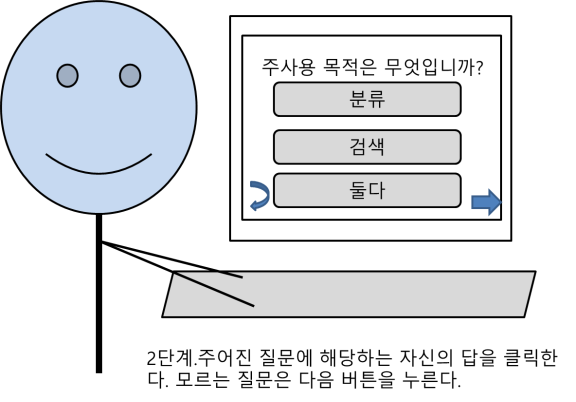 주사용 목적은 무엇입니까?
분류
검색
둘다
2단계.주어진 질문에 해당하는 자신의 답을 클릭한
다. 모르는 질문은 다음 버튼을 누른다.